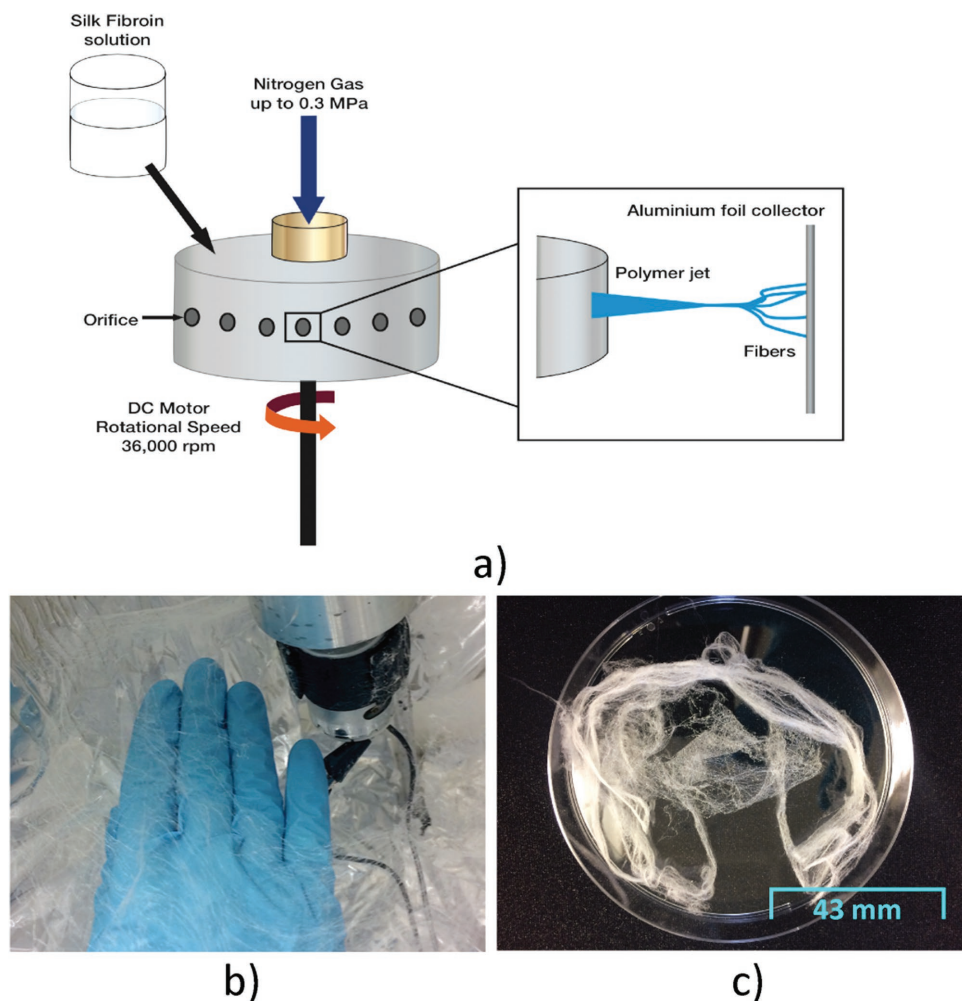 Silk Fibroin
solution
Nitrogen Gas
up to 0.3 MPa
Aluminium foil collector
Polymer jet
Orifice
Fibers
DC Motor
Rotational Speed
36,000 rpm
a)
43 mm
b)
c)